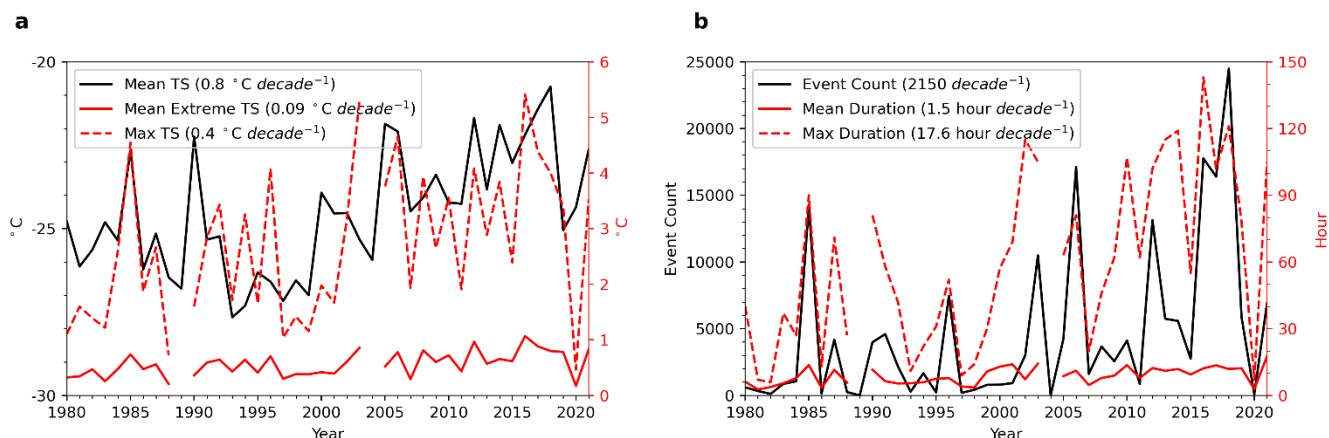 a
-20
-25
-30
°C
Mean TS (0.8 °C decade⁻¹)
Mean Extreme TS (0.09 °C decade⁻¹)
Max TS (0.4 °C decade⁻¹)
6
5
4
3
2
1
0
°C
1980 1985 1990 1995 2000 2005 2010 2015 2020
Year
b
25000
20000
15000
10000
5000
0
Event Count
Event Count (2150 decade⁻¹)
Mean Duration (1.5 hour decade⁻¹)
Max Duration (17.6 hour decade⁻¹)
150
120
90
60
30
0
Hour
1980 1985 1990 1995 2000 2005 2010 2015 2020
Year